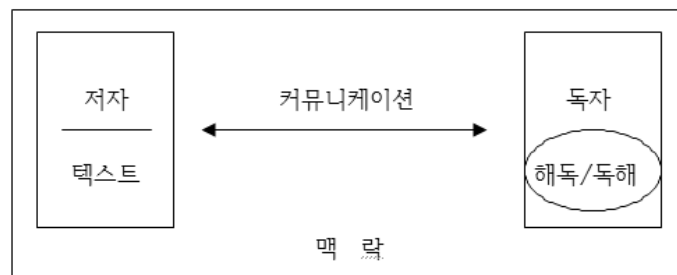 저자
커뮤니케이션
독자
텍스트
해독/독해
맥 락